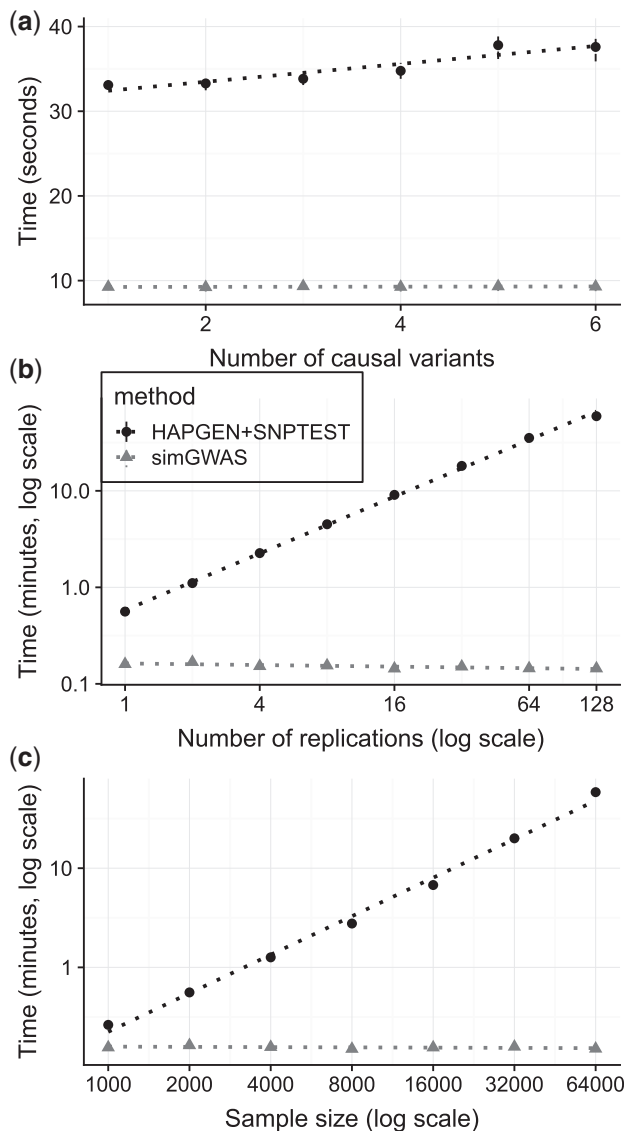 (a)
40
30
20
10
Time (seconds)
2
4
6
Number of causal variants
(b)
method
HAPGEN+SNPTEST
simGWAS
10.0
1.0
0.1
Time (minutes, log scale)
1
4
16
64
128
Number of replications (log scale)
(c)
10
1
Time (minutes, log scale)
1000
2000
4000
8000
16000
32000
64000
Sample size (log scale)